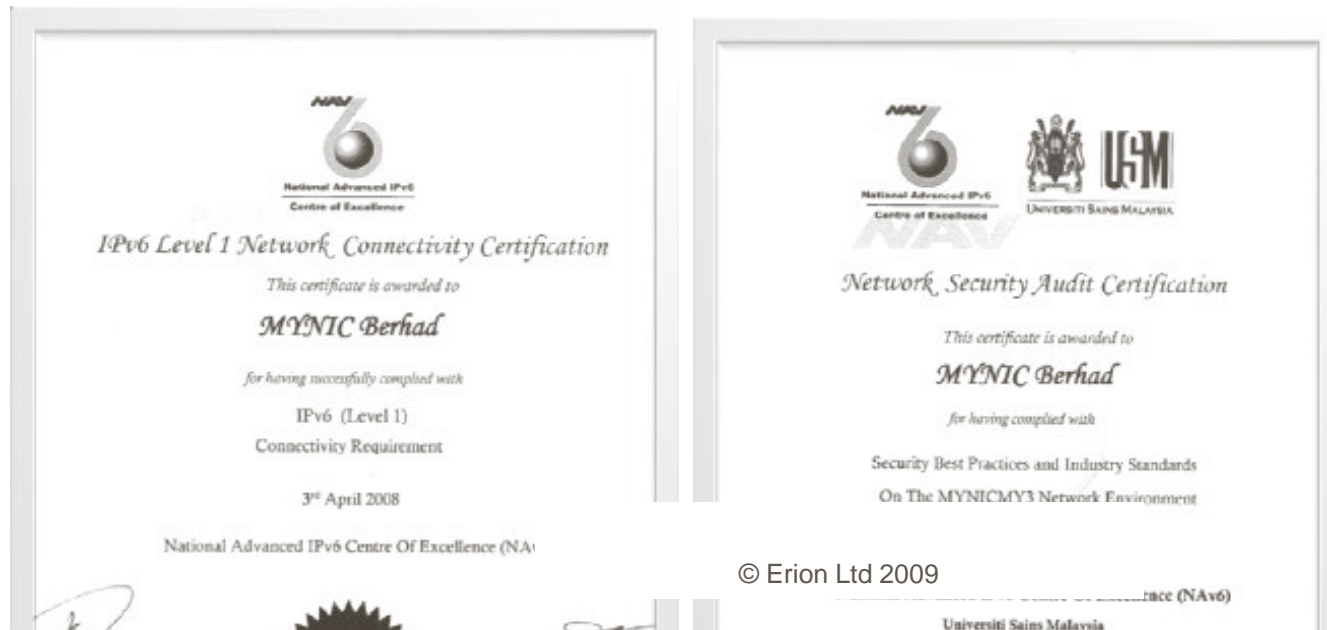 NAV
6
National Advanced IPv6
Centre of Excellence
IPv6 Level 1 Network Connectivity Certification
This certificate is awarded to
MYNIC Berhad
for having successfully complied with
IPv6 (Level 1)
Connectivity Requirement
3rd April 2008
National Advanced IPv6 Centre Of Excellence (NAv
NAV
6
National Advanced IPv6
Centre of Excellence
USM
UNIVERSITI SAINS MALAYSIA
NAV
Network Security Audit Certification
This certificate is awarded to
MYNIC Berhad
for having complied with
Security Best Practices and Industry Standards
On The MYNICMY3 Network Environment
© Erion Ltd 2009
(NAv6)
Universiti Sains Malaysia